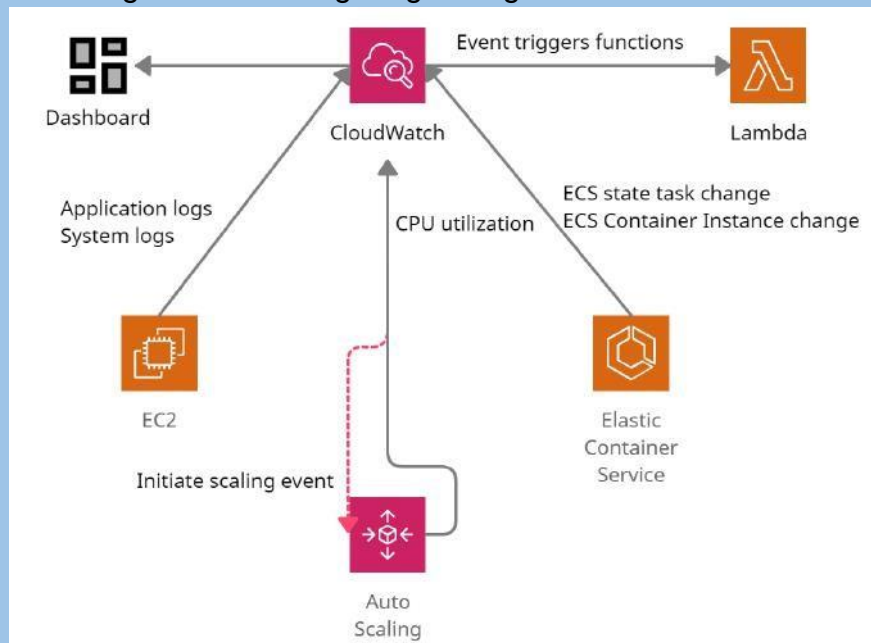 Dashboard
CloudWatch
Event triggers functions
Lambda
Application logs
System logs
CPU utilization
ECS state task change
ECS Container Instance change
EC2
Elastic
Container
Service
Initiate scaling event
Auto
Scaling